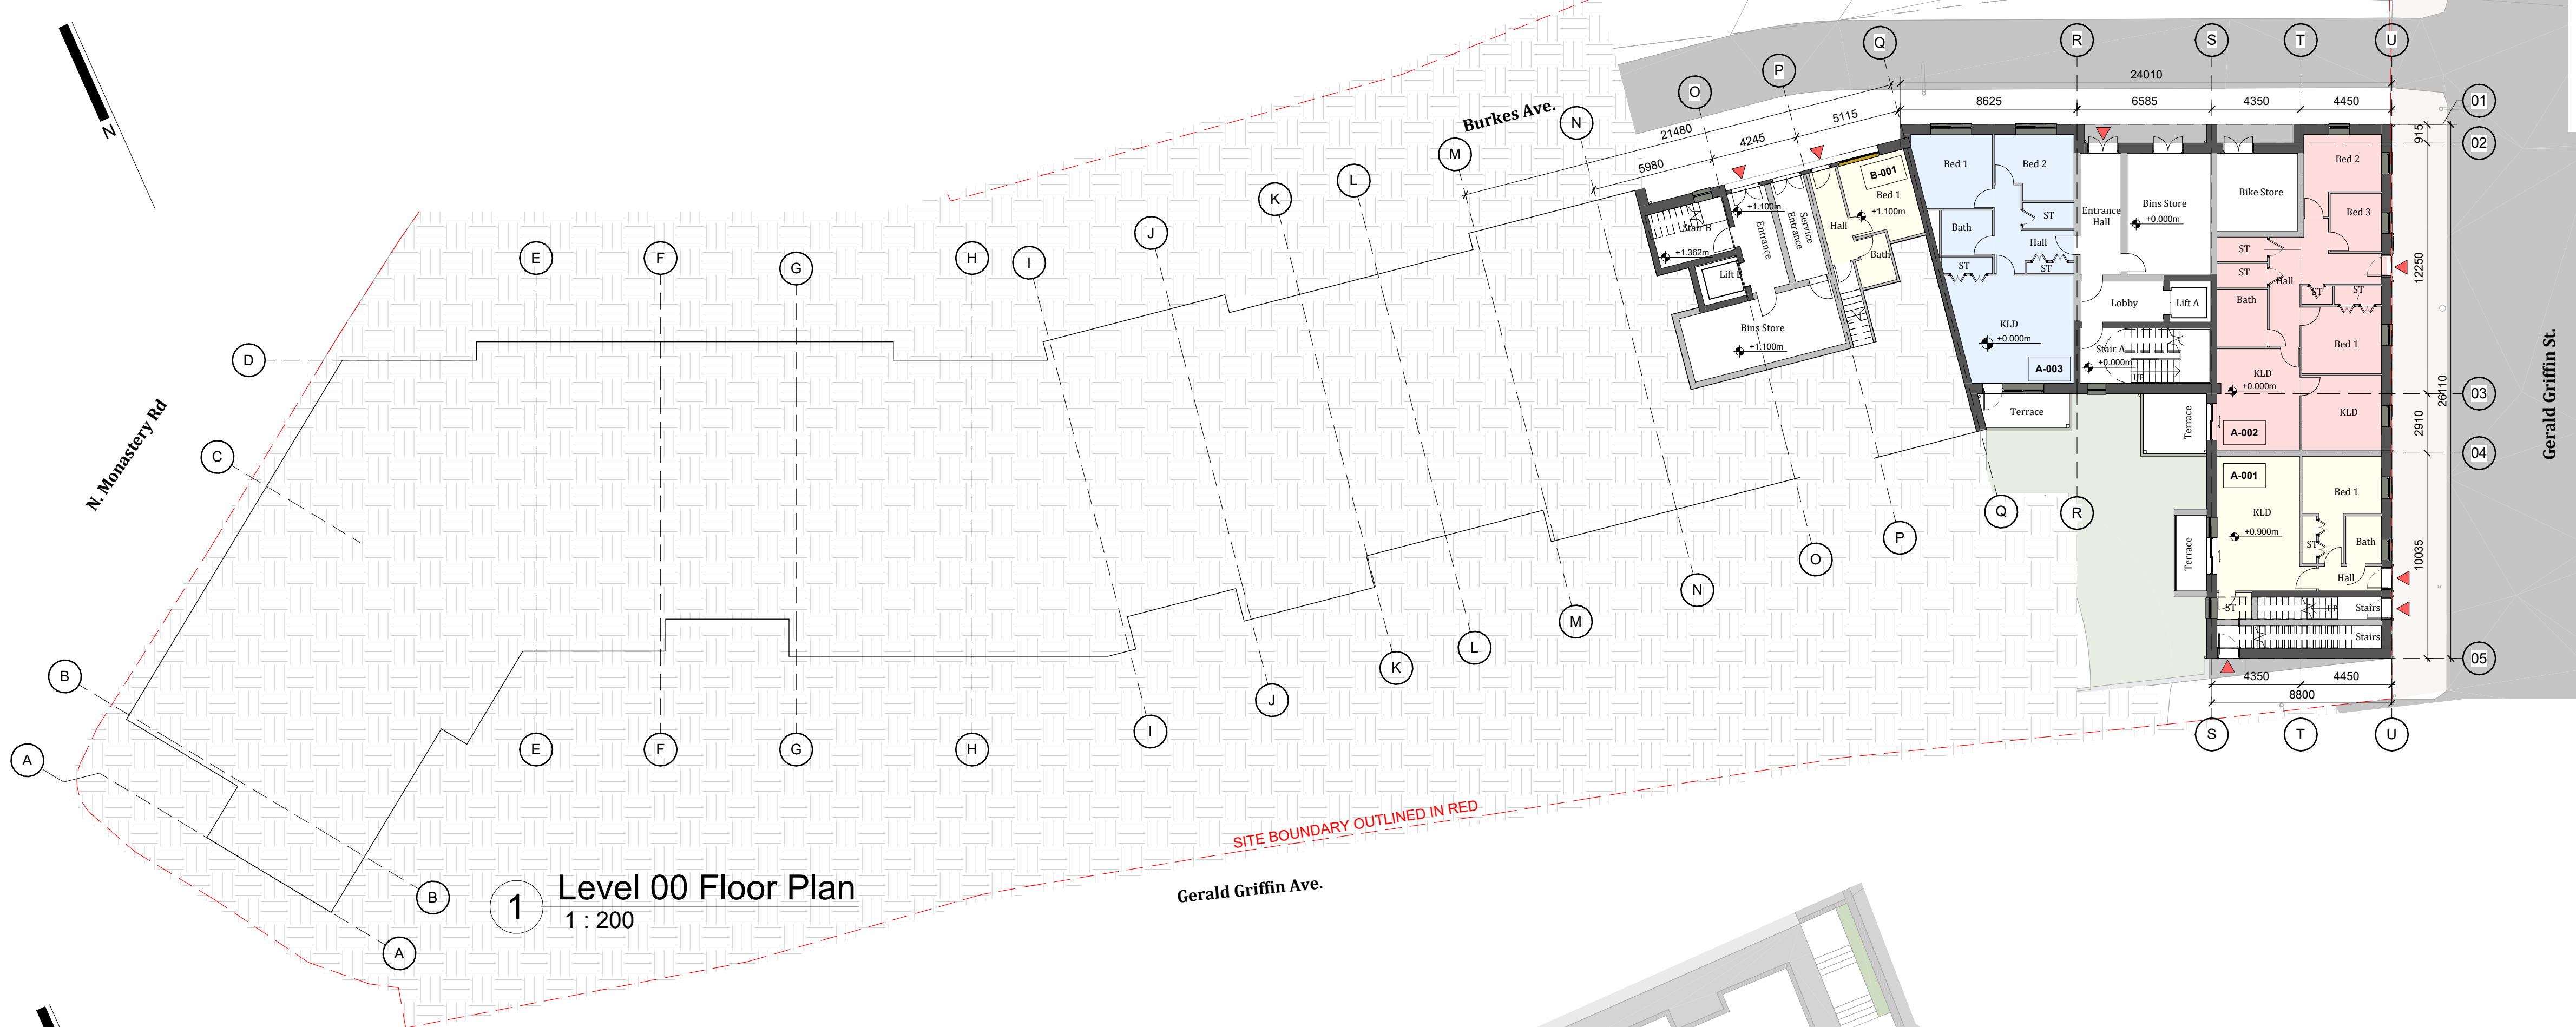 N
Burkes Ave.
N. Monastery Rd
Gerald Griffin St.
Gerald Griffin Ave.
SITE BOUNDARY OUTLINED IN RED
1
Level 00 Floor Plan
1 : 200
Q
R
S
T
U
P
O
N
M
L
K
J
I
H
G
F
E
D
C
B
A
01
02
03
04
05
24010
8625
6585
4350
4450
21480
5980
4245
5115
915
12250
26110
2910
10035
Stair B
+1.362m
Lift B
+1.100m
Entrance
Service
Entrance
Hall
B-001
Bed 1
+1.100m
Bath
Bins Store
+1.100m
Bed 1
Bed 2
Bath
ST
Hall
ST
ST
KLD
+0.000m
A-003
Terrace
Entrance
Hall
Bins Store
+0.000m
Lobby
Lift A
Stair A
+0.000m
UP
Bike Store
Bed 2
Bed 3
ST
ST
Hall
ST
ST
Bath
Bed 1
KLD
+0.000m
KLD
A-002
Terrace
A-001
Bed 1
KLD
+0.900m
ST
Bath
Hall
Terrace
ST
UP
Stairs
Stairs
4350
4450
8800
Q
R
S
T
U
P
O
N
M
L
K
J
I
H
G
F
E
B
A